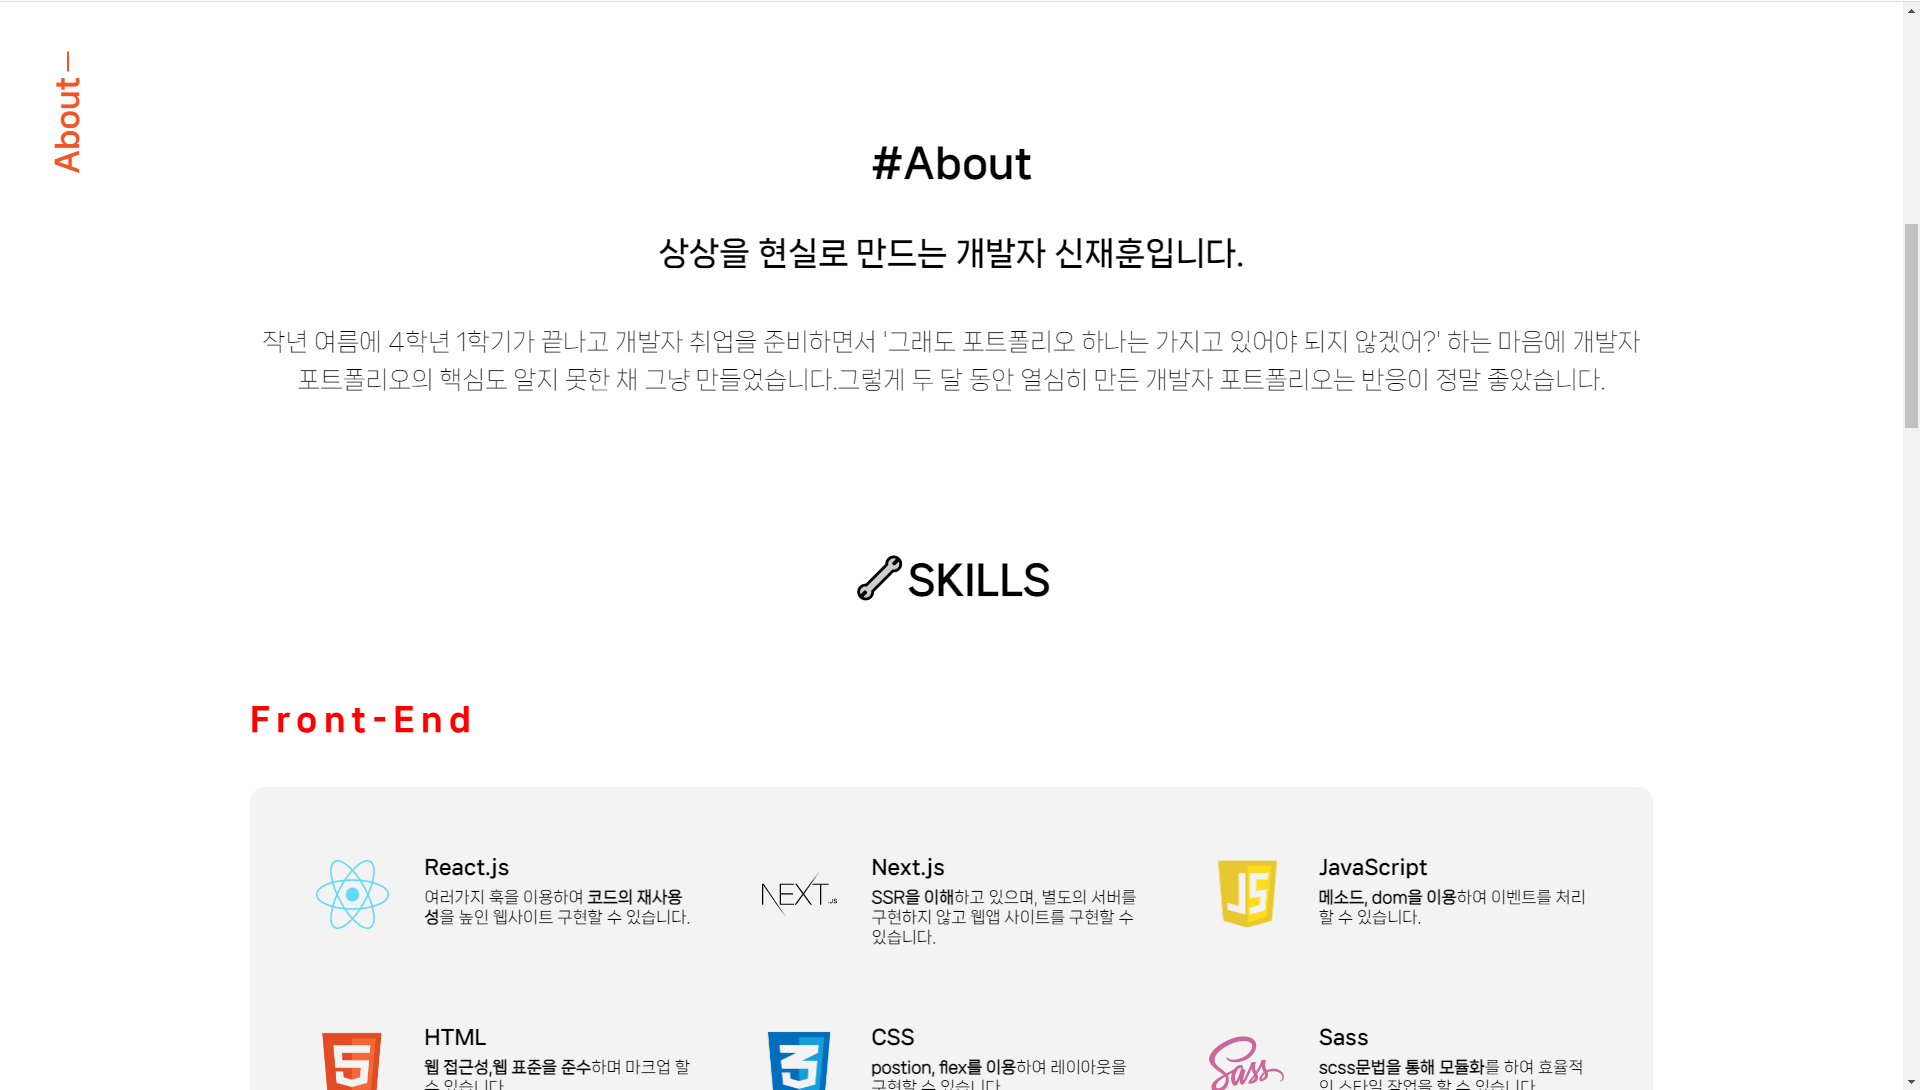 About —
#About
상상을 현실로 만드는 개발자 신재훈입니다.
작년 여름에 4학년 1학기가 끝나고 개발자 취업을 준비하면서 '그래도 포트폴리오 하나는 가지고 있어야 되지 않겠어?' 하는 마음에 개발자
포트폴리오의 핵심도 알지 못한 채 그냥 만들었습니다.그렇게 두 달 동안 열심히 만든 개발자 포트폴리오는 반응이 정말 좋았습니다.
SKILLS
Front-End
React.js
여러가지 훅을 이용하여 코드의 재사용
성을 높인 웹사이트 구현할 수 있습니다.
NEXT.JS
Next.js
SSR을 이해하고 있으며, 별도의 서버를
구현하지 않고 웹앱 사이트를 구현할 수
있습니다.
JS
JavaScript
메소드, dom을 이용하여 이벤트를 처리
할 수 있습니다.
5
HTML
웹 접근성,웹 표준을 준수하며 마크업 할
수 있습니다.
3
CSS
postion, flex를 이용하여 레이아웃을
구현할 수 있습니다.
Sass
Sass
scss문법을 통해 모듈화를 하여 효율적
인 스타일 작업을 할 수 있습니다.